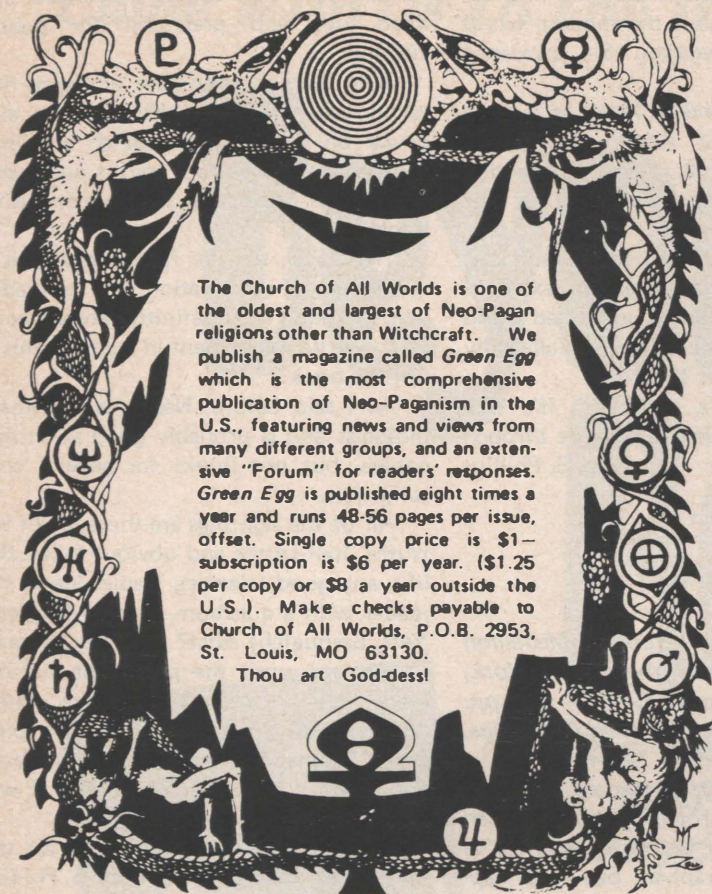 The Church of All Worlds is one of
the oldest and largest of Neo-Pagan
religions other than Witchcraft. We
publish a magazine called Green Egg
which is the most comprehensive
publication of Neo-Paganism in the
U.S., featuring news and views from
many different groups, and an exten-
sive "Forum" for readers' responses.
Green Egg is published eight times a
year and runs 48-56 pages per issue,
offset. Single copy price is $1—
subscription is $6 per year. ($1.25
per copy or $8 a year outside the
U.S.). Make checks payable to
Church of All Worlds, P.O.B. 2953,
St. Louis, MO 63130.
Thou art God-dess!